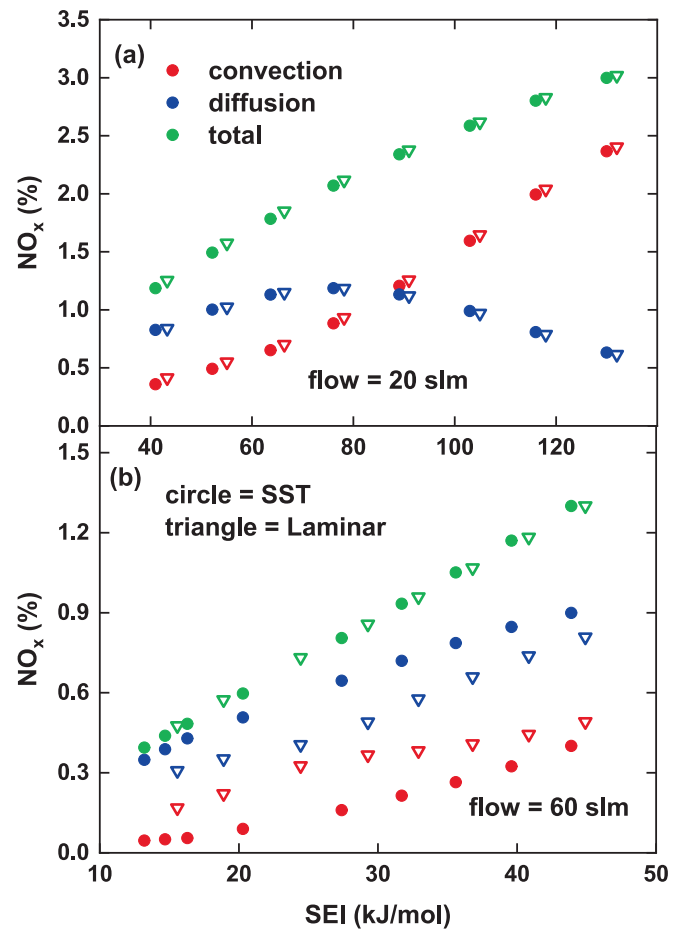 3.5
(a)
convection
3.0
diffusion
2.5
total
2.0
NOx (%)
1.5
1.0
0.5
flow = 20 slm
0.0
40 60 80 100 120
1.5
(b)
circle = SST
triangle = Laminar
1.2
0.9
NOx (%)
0.6
0.3
flow = 60 slm
0.0
10 20 30 40 50
SEI (kJ/mol)